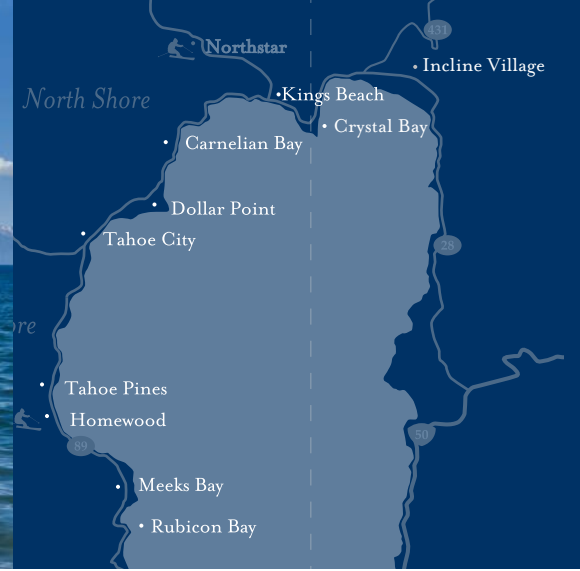 431
Northstar
Incline Village
North Shore
Kings Beach
Crystal Bay
Carnelian Bay
Dollar Point
Tahoe City
28
Tahoe Pines
Homewood
50
89
Meeks Bay
Rubicon Bay